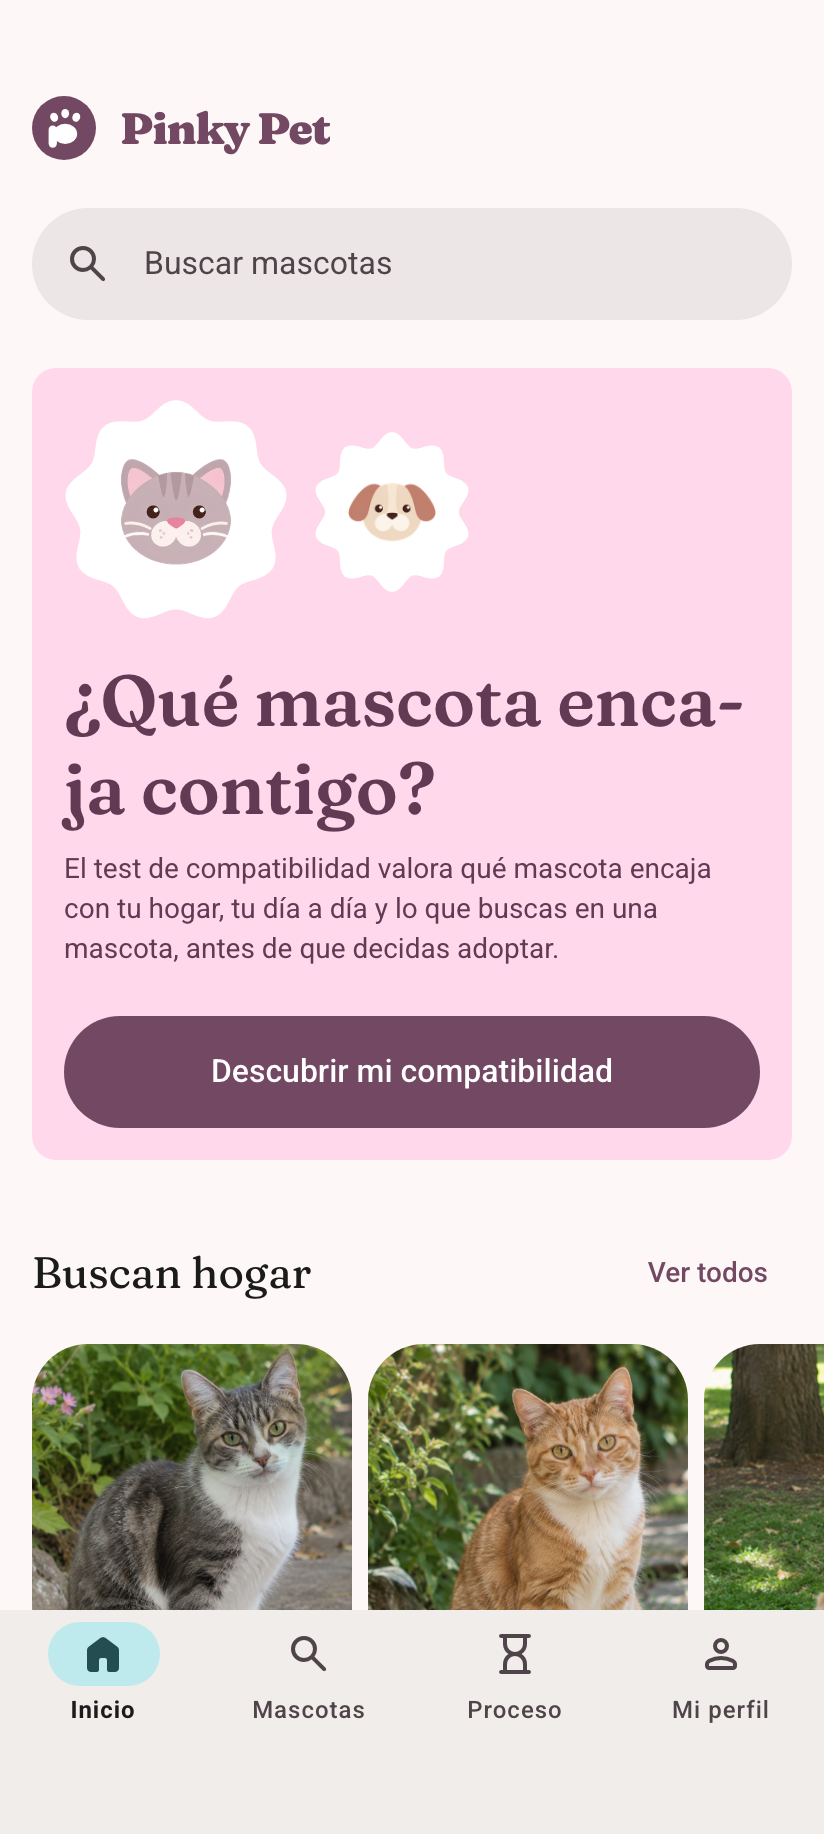 Pinky Pet
Buscar mascotas
¿Qué mascota enca-
ja contigo?
El test de compatibilidad valora qué mascota encaja
con tu hogar, tu día a día y lo que buscas en una
mascota, antes de que decidas adoptar.
Descubrir mi compatibilidad
Buscan hogar
Ver todos
Inicio
Mascotas
Proceso
Mi perfil